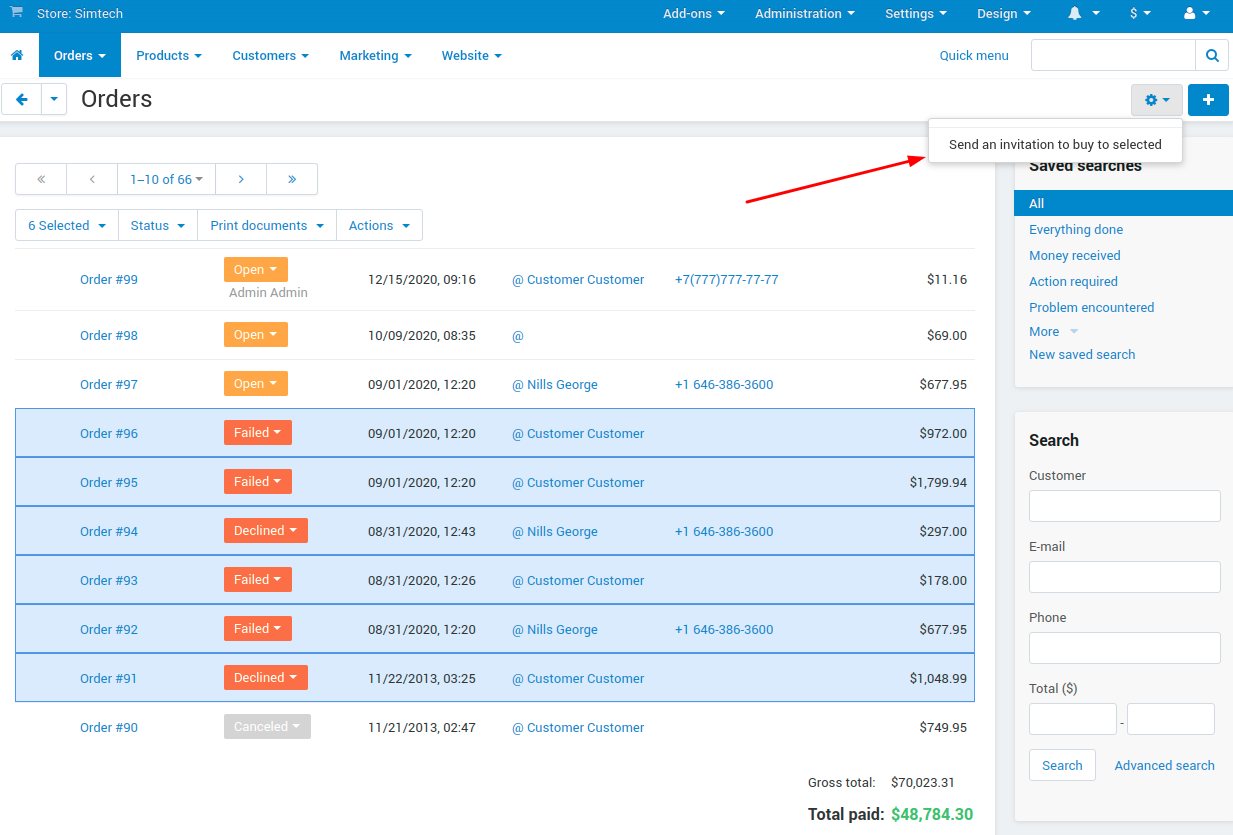 Store: Simtech Add-ons Administration Settings Design $
Orders Products Customers Marketing Website Quick menu
Orders
Send an invitation to buy to selected
« ‹ 1–10 of 66 › »
6 Selected Status Print documents Actions
Order #99 Open 12/15/2020, 09:16 @ Customer Customer +7(777)777-77-77 $11.16
Admin Admin
Order #98 Open 10/09/2020, 08:35 @ $69.00
Order #97 Open 09/01/2020, 12:20 @ Nills George +1 646-386-3600 $677.95
Order #96 Failed 09/01/2020, 12:20 @ Customer Customer $972.00
Order #95 Failed 09/01/2020, 12:20 @ Customer Customer $1,799.94
Order #94 Declined 08/31/2020, 12:43 @ Nills George +1 646-386-3600 $297.00
Order #93 Failed 08/31/2020, 12:26 @ Customer Customer $178.00
Order #92 Failed 08/31/2020, 12:20 @ Nills George +1 646-386-3600 $677.95
Order #91 Declined 11/22/2013, 03:25 @ Customer Customer $1,048.99
Order #90 Canceled 11/21/2013, 02:47 @ Customer Customer $749.95
Gross total: $70,023.31
Total paid: $48,784.30
Saved searches
All
Everything done
Money received
Action required
Problem encountered
More
New saved search
Search
Customer
E-mail
Phone
Total ($)
-
Search Advanced search